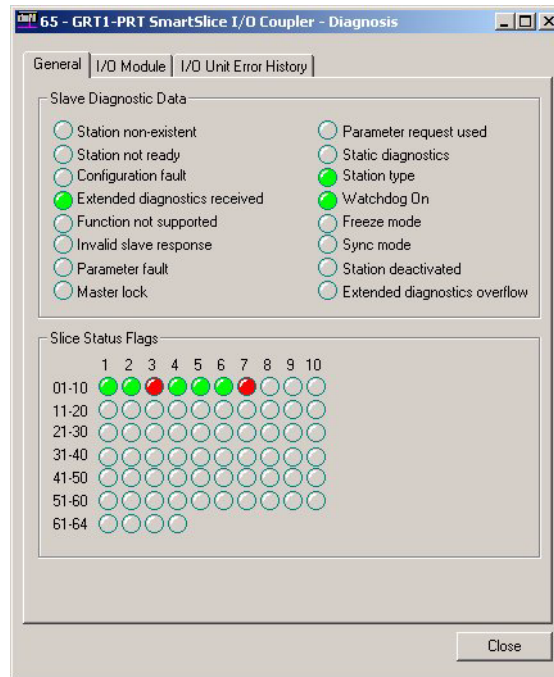 65 - GRT1-PRT SmartSlice I/O Coupler - Diagnosis
General I/O Module I/O Unit Error History
Slave Diagnostic Data
Station non-existent
Station not ready
Configuration fault
Extended diagnostics received
Function not supported
Invalid slave response
Parameter fault
Master lock
Parameter request used
Static diagnostics
Station type
Watchdog On
Freeze mode
Sync mode
Station deactivated
Extended diagnostics overflow
Slice Status Flags
1 2 3 4 5 6 7 8 9 10
01-10
11-20
21-30
31-40
41-50
51-60
61-64
Close